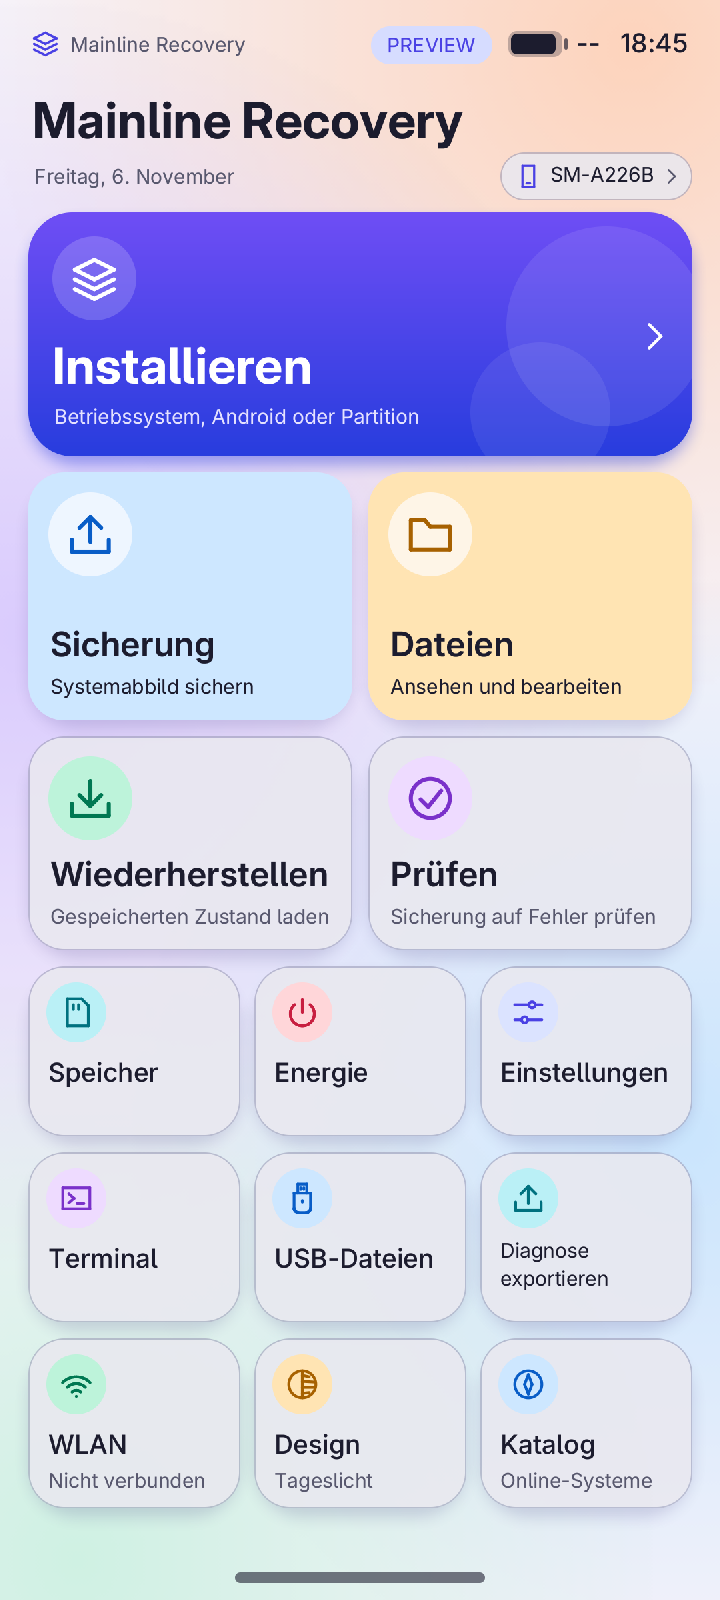 Mainline Recovery
PREVIEW
--
18:45
Mainline Recovery
Freitag, 6. November
SM-A226B
Installieren
Betriebssystem, Android oder Partition
Sicherung
Systemabbild sichern
Dateien
Ansehen und bearbeiten
Wiederherstellen
Gespeicherten Zustand laden
Prüfen
Sicherung auf Fehler prüfen
Speicher
Energie
Einstellungen
Terminal
USB-Dateien
Diagnose
exportieren
WLAN
Nicht verbunden
Design
Tageslicht
Katalog
Online-Systeme